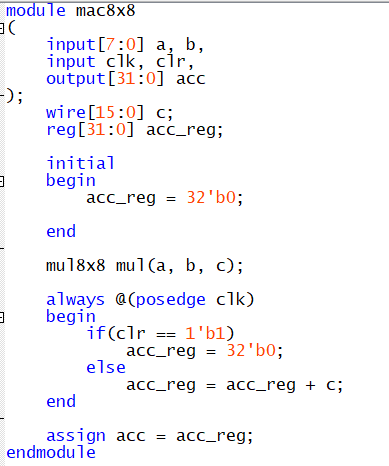 module mac8x8
(
    input[7:0] a, b,
    input clk, clr,
    output[31:0] acc
);
    wire[15:0] c;
    reg[31:0] acc_reg;
    initial
    begin
        acc_reg = 32'b0;
    end
    mul8x8 mul(a, b, c);
    always @(posedge clk)
    begin
        if(clr == 1'b1)
            acc_reg = 32'b0;
        else
            acc_reg = acc_reg + c;
    end
    assign acc = acc_reg;
endmodule